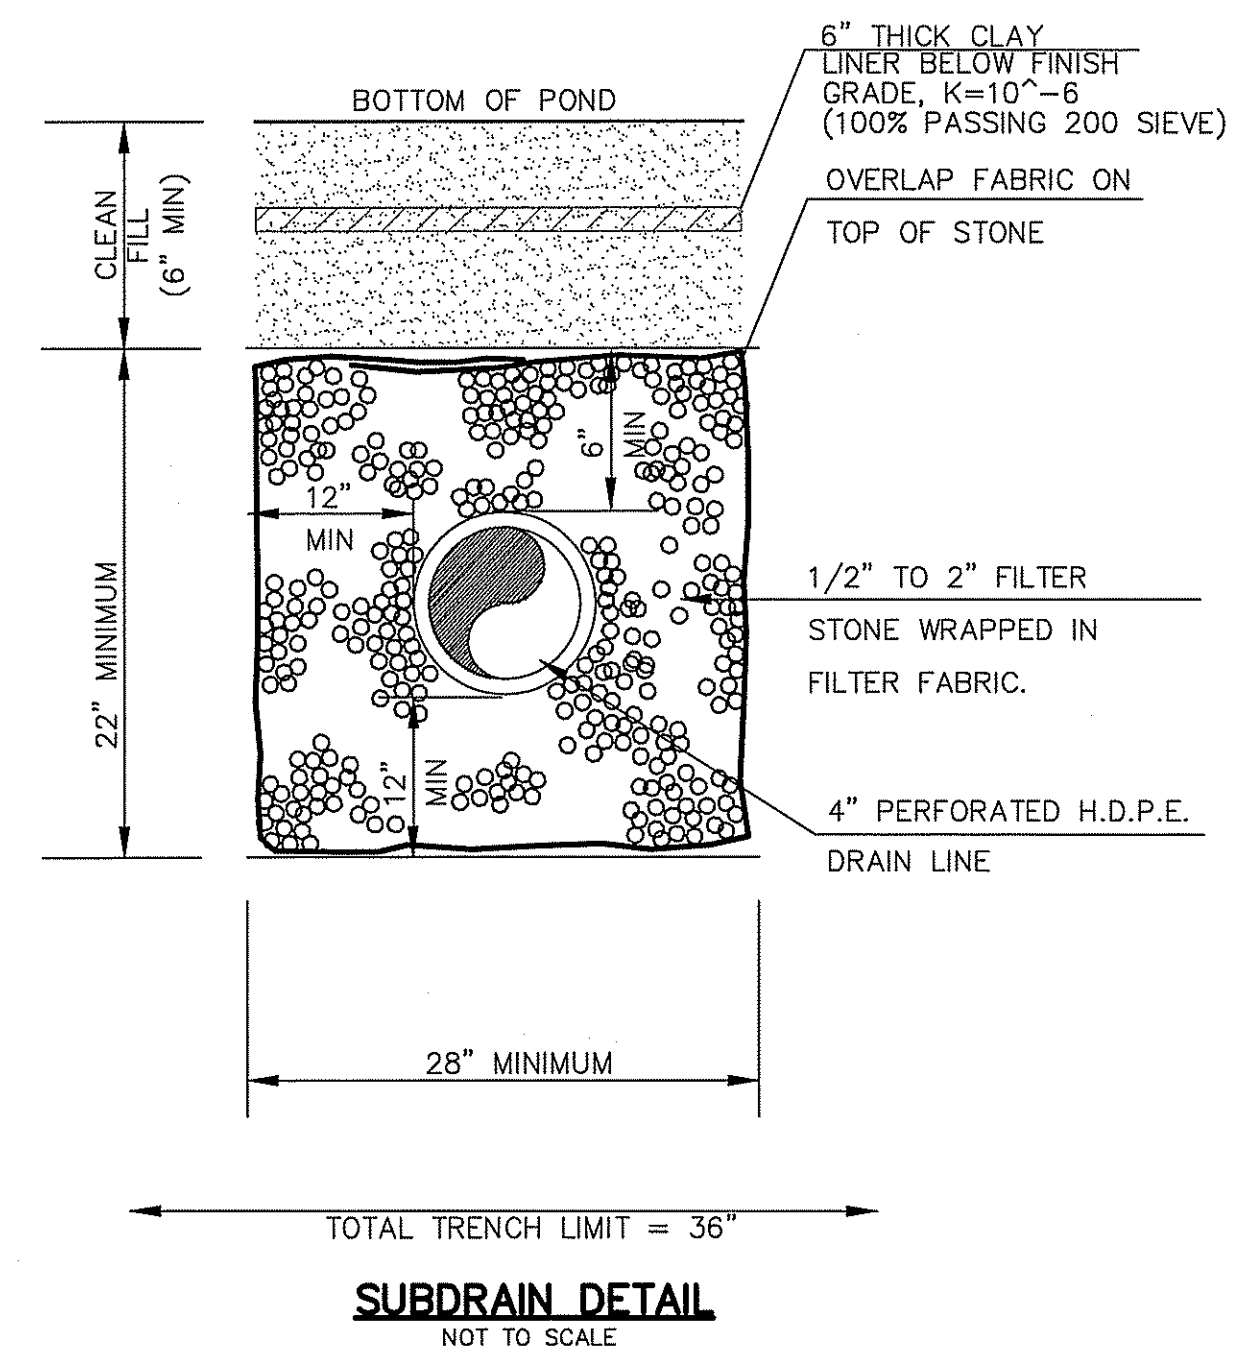 6" THICK CLAY
LINER BELOW FINISH
GRADE, K=10^-6
(100% PASSING 200 SIEVE)
BOTTOM OF POND
OVERLAP FABRIC ON
TOP OF STONE
CLEAN
FILL
(6" MIN)
6"
MIN
12"
MIN
22" MINIMUM
1/2" TO 2" FILTER
STONE WRAPPED IN
FILTER FABRIC.
12"
MIN
4" PERFORATED H.D.P.E.
DRAIN LINE
28" MINIMUM
TOTAL TRENCH LIMIT = 36"
SUBDRAIN DETAIL
NOT TO SCALE